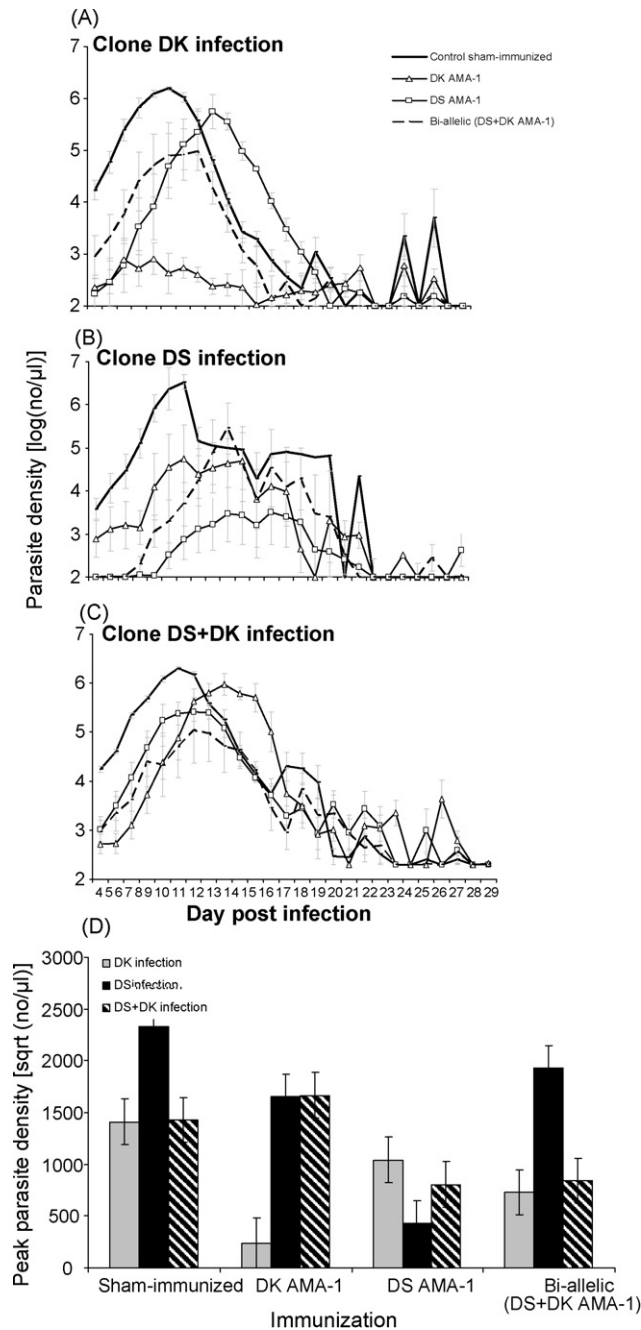 (A)
Clone DK infection
Control sham-immunized
DK AMA-1
DS AMA-1
Bi-allelic (DS+DK AMA-1)
7
6
5
4
3
2
(B)
Clone DS infection
7
6
5
4
3
2
Parasite density [log(no/µl)]
(C)
Clone DS+DK infection
7
6
5
4
3
2
4 5 6 7 8 9 10 11 12 13 14 15 16 17 18 19 20 21 22 23 24 25 26 27 28 29
Day post infection
(D)
DK infection
DS infection
DS+DK infection
3000
2500
2000
1500
1000
500
0
Peak parasite density [sqrt (no/µl)]
Sham-immunized DK AMA-1 DS AMA-1 Bi-allelic
(DS+DK AMA-1)
Immunization